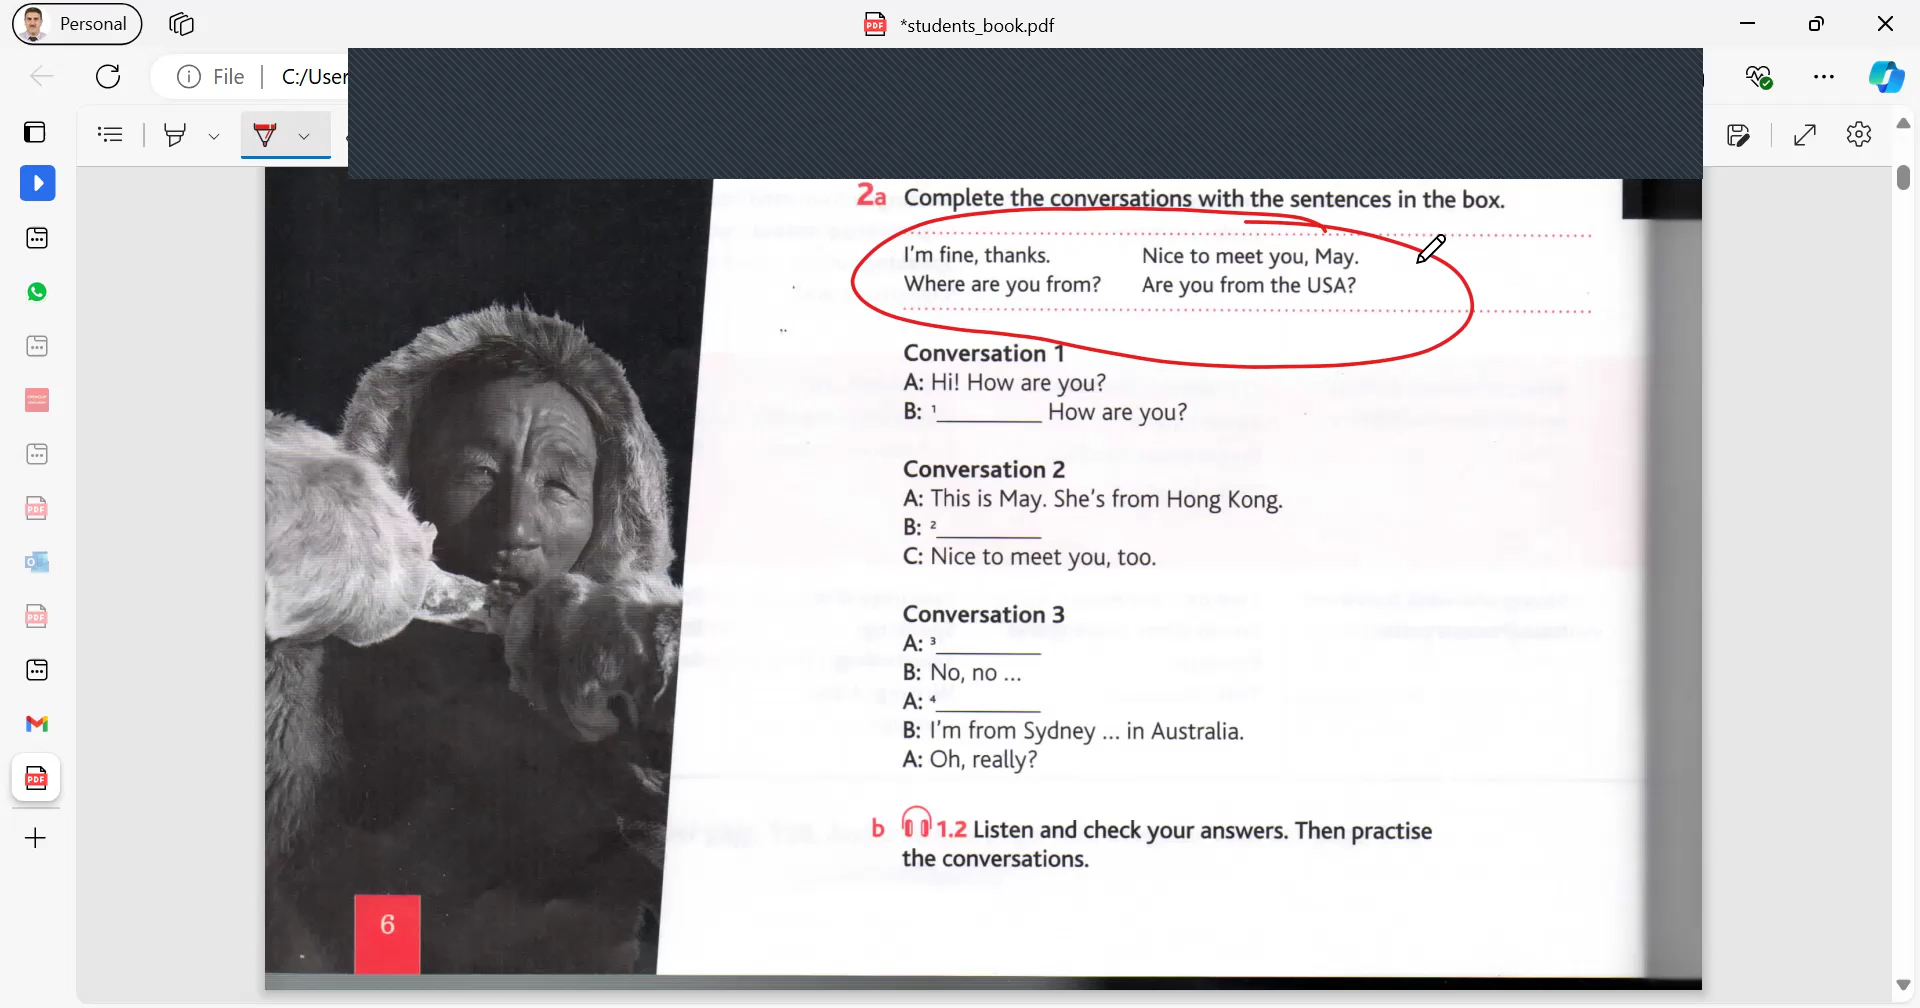 Personal
*students_book.pdf
File
C:/User
2a Complete the conversations with the sentences in the box.
I'm fine, thanks. Nice to meet you, May.
Where are you from? Are you from the USA?
Conversation 1
A: Hi! How are you?
B: ¹__________ How are you?
Conversation 2
A: This is May. She's from Hong Kong.
B: ²__________
C: Nice to meet you, too.
Conversation 3
A: ³__________
B: No, no ...
A: ⁴__________
B: I'm from Sydney ... in Australia.
A: Oh, really?
b 1.2 Listen and check your answers. Then practise
the conversations.
6